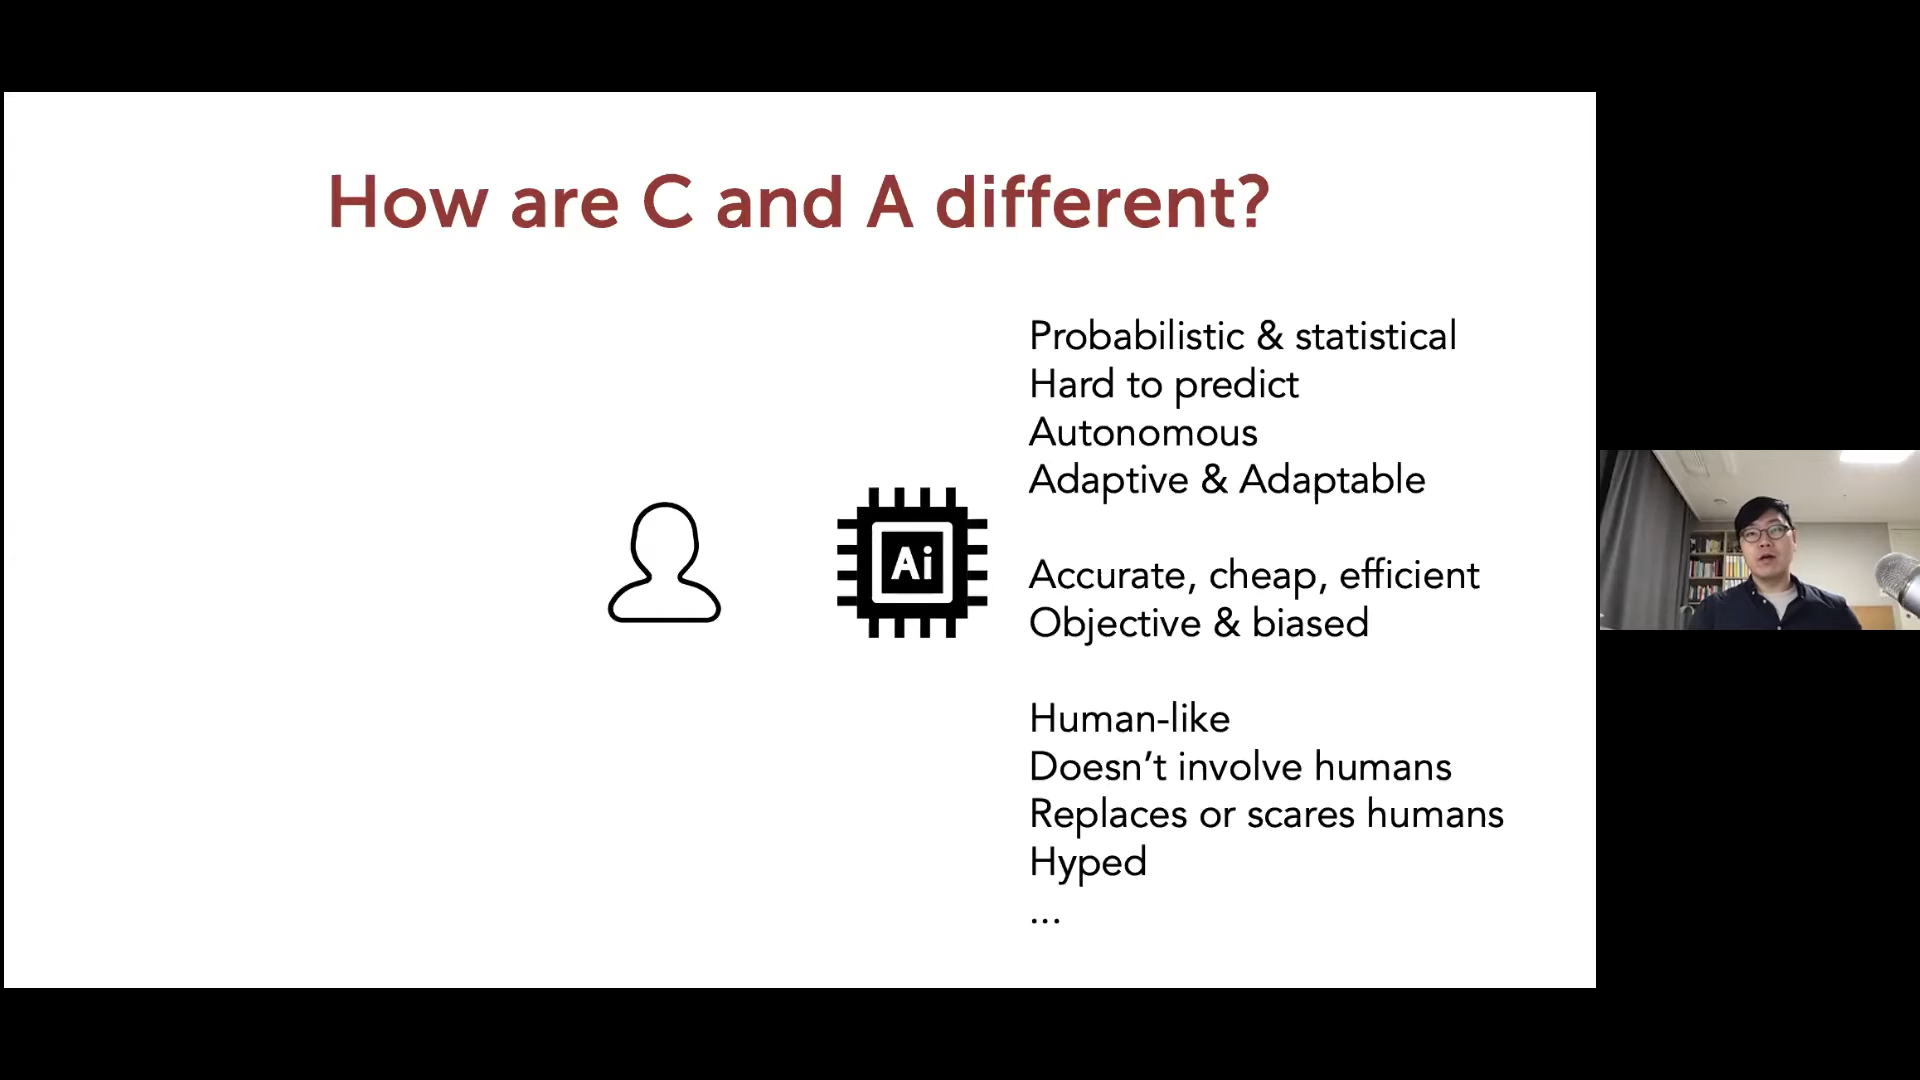 How are C and A different?
Probabilistic & statistical
Hard to predict
Autonomous
Adaptive & Adaptable
Ai
Accurate, cheap, efficient
Objective & biased
Human-like
Doesn’t involve humans
Replaces or scares humans
Hyped
...